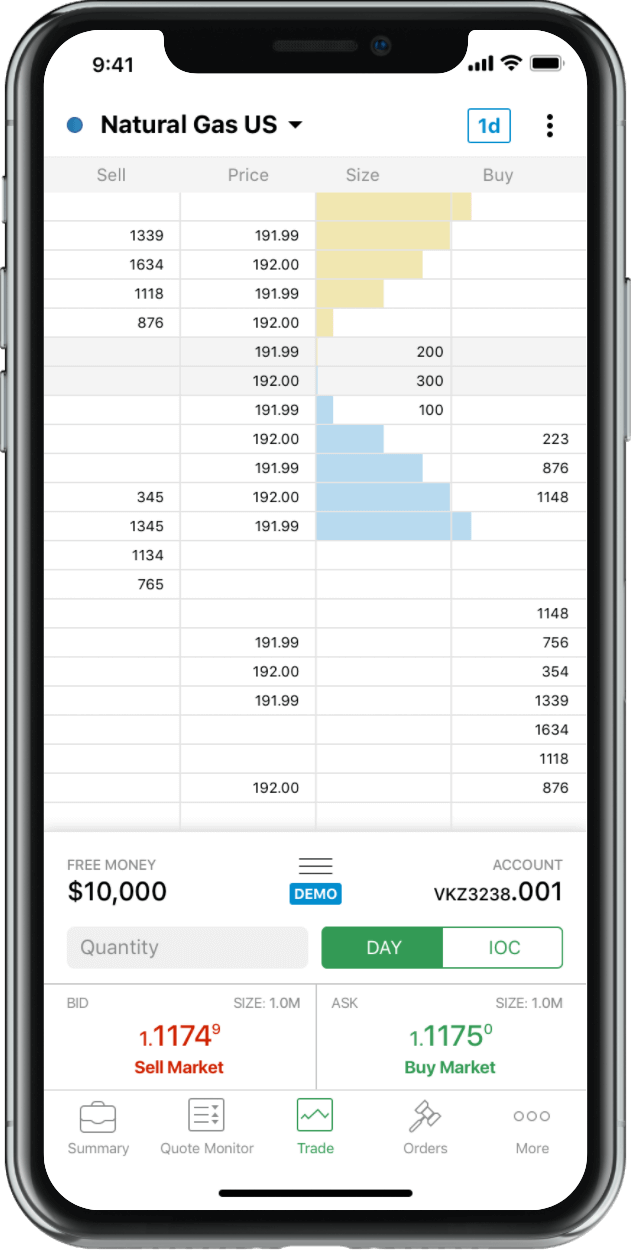 9:41
Natural Gas US 1d
Sell Price Size Buy
1339 191.99
1634 192.00
1118 191.99
876 192.00
191.99 200
192.00 300
191.99 100
192.00 223
191.99 876
345 192.00 1148
1345 191.99
1134
765
1148
191.99 756
192.00 354
191.99 1339
1634
1118
192.00 876
FREE MONEY ACCOUNT
$10,000 DEMO VKZ3238.001
Quantity DAY IOC
BID SIZE: 1.0M ASK SIZE: 1.0M
1.1174⁹ 1.1175⁰
Sell Market Buy Market
Summary Quote Monitor Trade Orders More